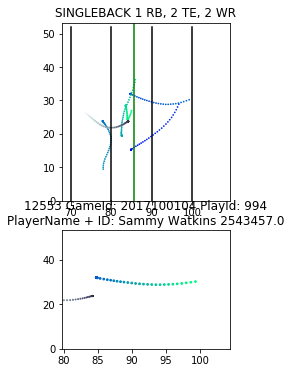 SINGLEBACK 1 RB, 2 TE, 2 WR
50
40
30
20
10
0
70 80 90 100
12553 GameId: 2017100104 PlayId: 994
PlayerName + ID: Sammy Watkins 2543457.0
40
20
0
80 85 90 95 100